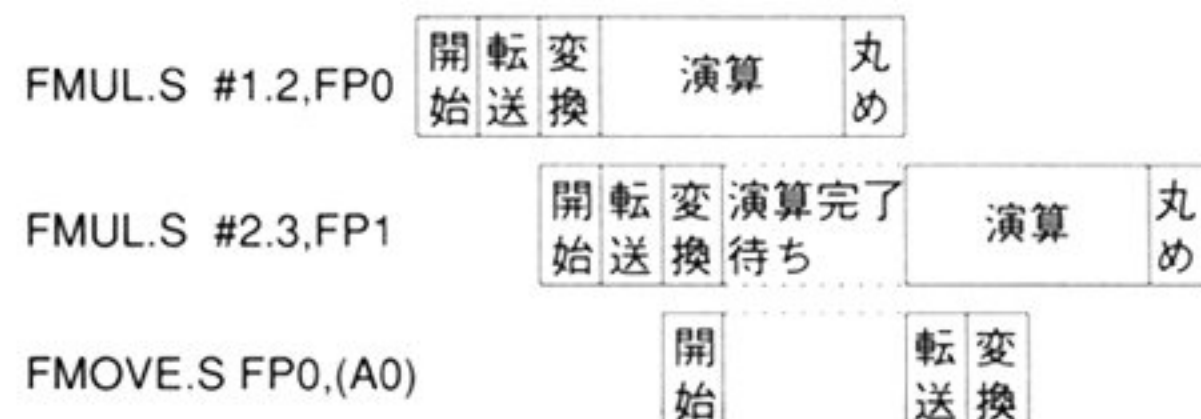 FMUL.S #1.2,FP0 開始 転送 変換 演算 丸め
FMUL.S #2.3,FP1 開始 転送 変換 演算完了待ち 演算 丸め
FMOVE.S FP0,(A0) 開始 転送 変換